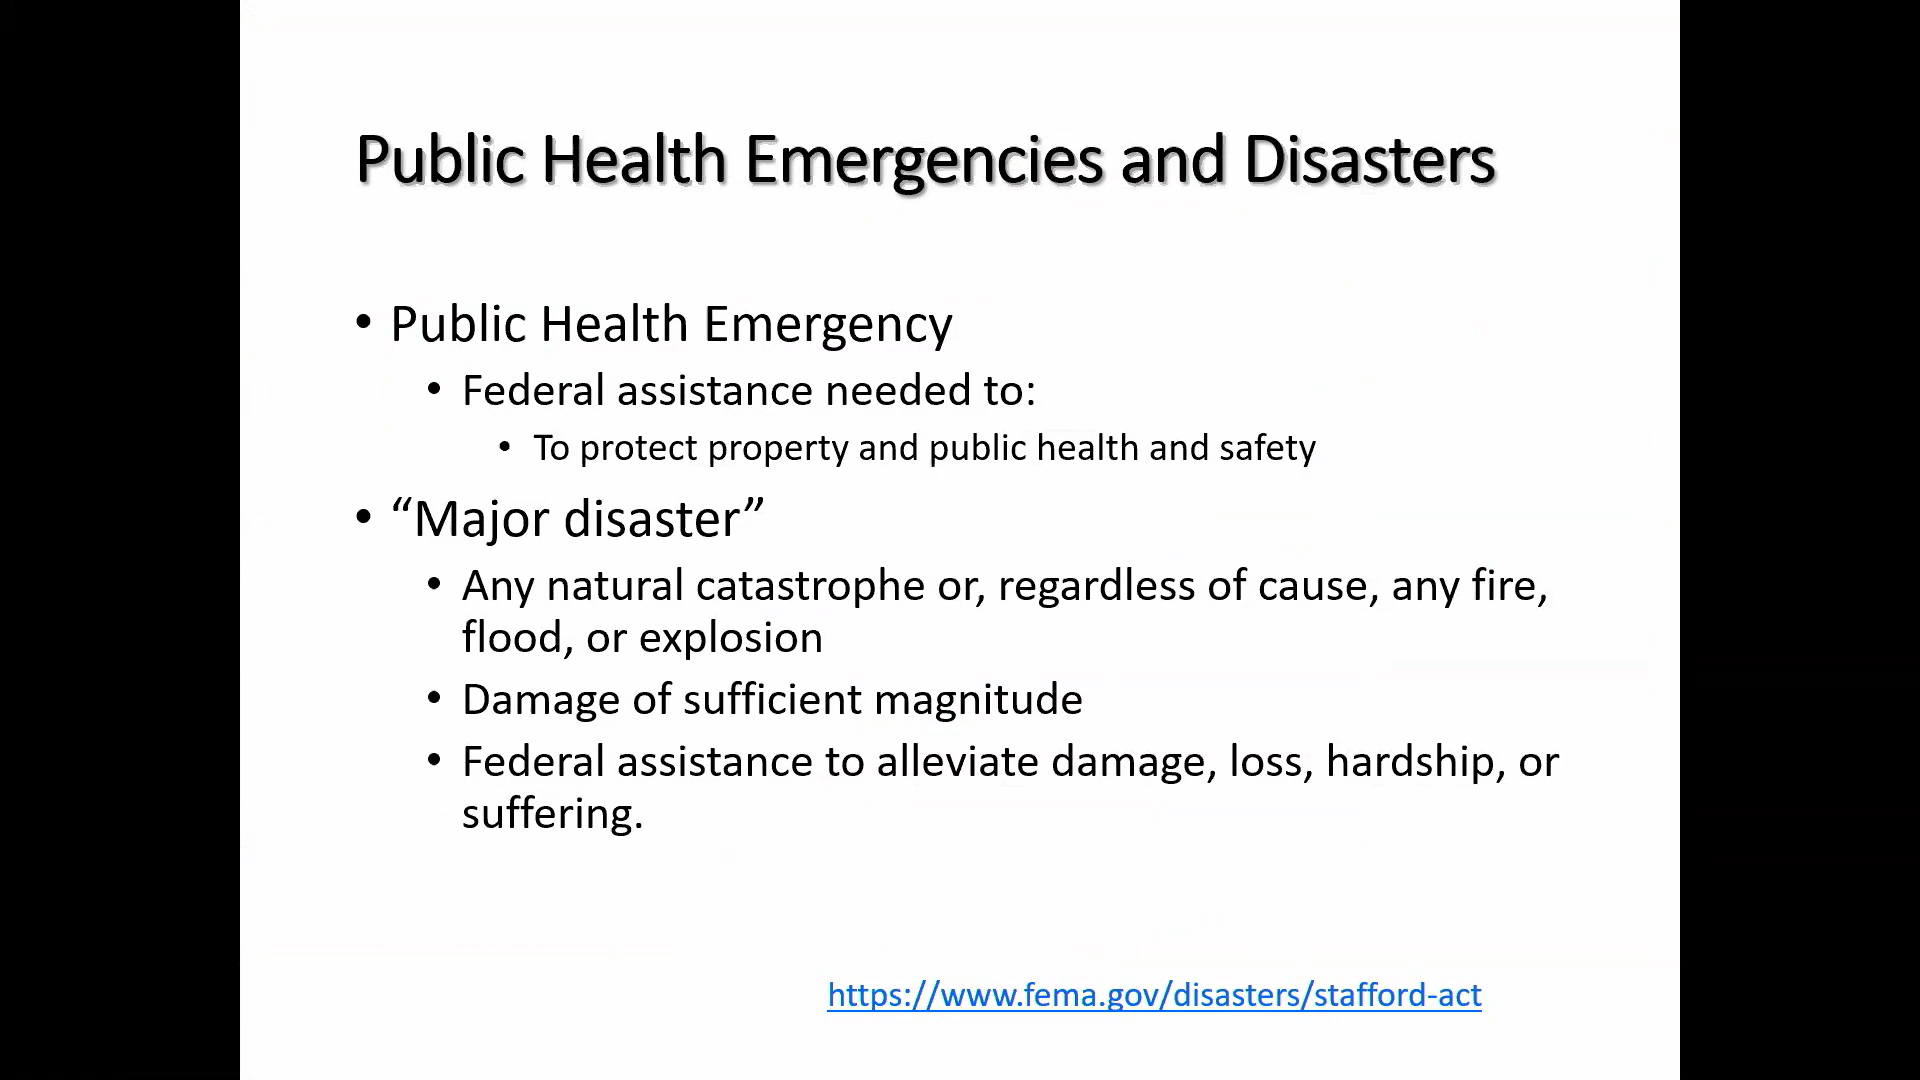 Public Health Emergencies and Disasters
• Public Health Emergency
• Federal assistance needed to:
• To protect property and public health and safety
• “Major disaster”
• Any natural catastrophe or, regardless of cause, any fire,
flood, or explosion
• Damage of sufficient magnitude
• Federal assistance to alleviate damage, loss, hardship, or
suffering.
https://www.fema.gov/disasters/stafford-act